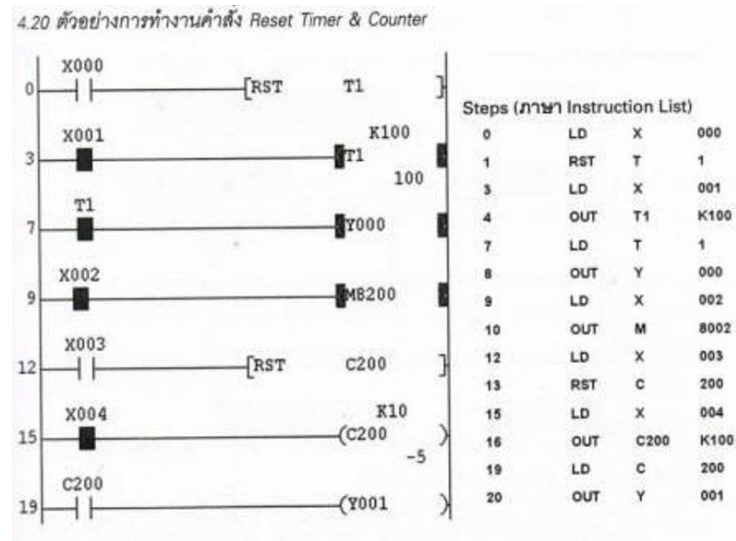 4.20 ตัวอย่างการทำงานคำสั่ง Reset Timer & Counter
X000
0 [RST T1 ]
X001 K100
3 T1
100
T1
7 Y000
X002
9 M8200
X003
12 [RST C200 ]
X004 K10
15 (C200 )
-5
C200
19 (Y001 )
Steps (ภาษา Instruction List)
0 LD X 000
1 RST T 1
3 LD X 001
4 OUT T1 K100
7 LD T 1
8 OUT Y 000
9 LD X 002
10 OUT M 8002
12 LD X 003
13 RST C 200
15 LD X 004
16 OUT C200 K100
19 LD C 200
20 OUT Y 001